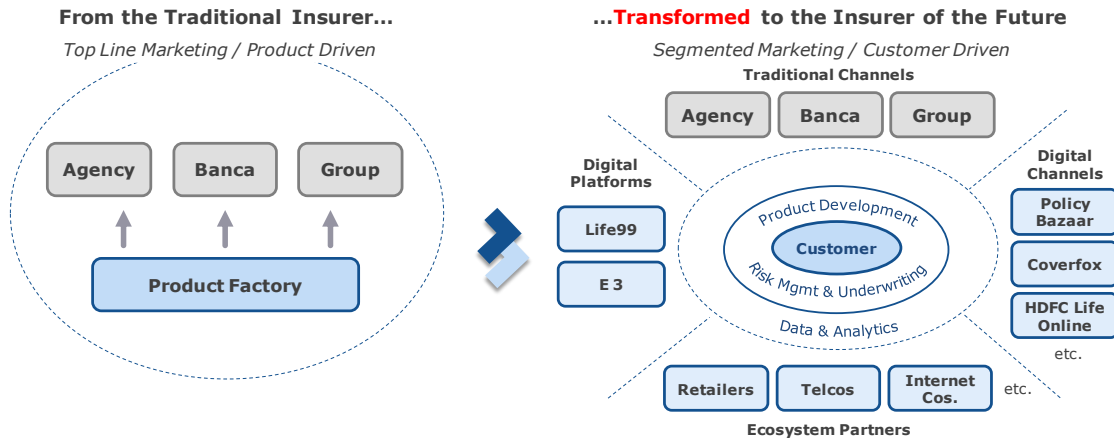 From the Traditional Insurer...
Top Line Marketing / Product Driven
Agency
Banca
Group
Product Factory
...Transformed to the Insurer of the Future
Segmented Marketing / Customer Driven
Traditional Channels
Agency
Banca
Group
Digital
Platforms
Life99
E 3
Product Development
Customer
Risk Mgmt & Underwriting
Data & Analytics
Digital
Channels
Policy
Bazaar
Coverfox
HDFC Life
Online
etc.
Retailers
Telcos
Internet
Cos.
etc.
Ecosystem Partners